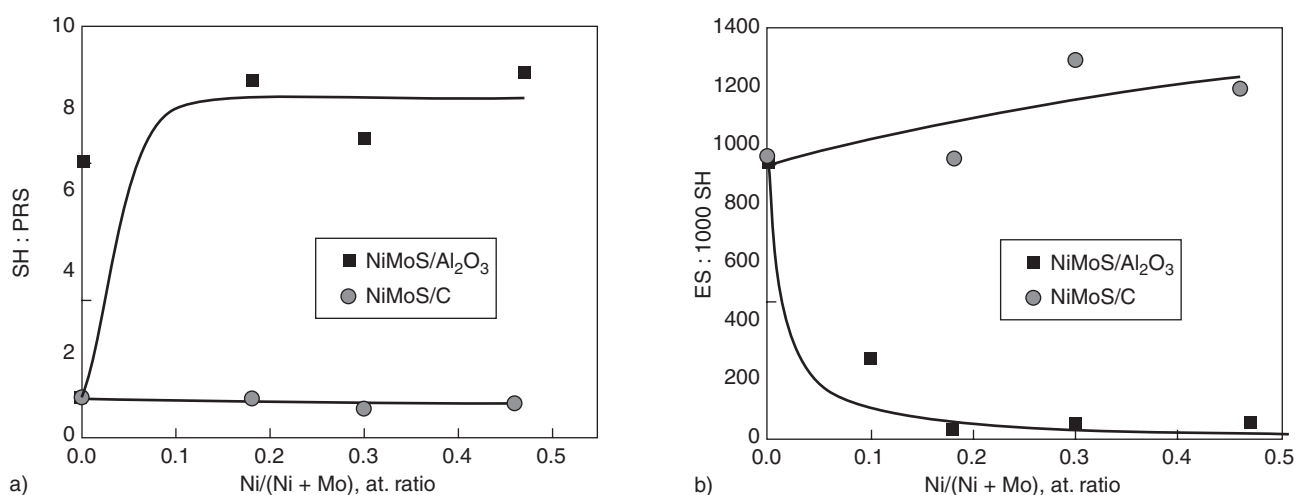 10
8
6
4
2
0
SH : PRS
NiMoS/Al₂O₃
NiMoS/C
0.0 0.1 0.2 0.3 0.4 0.5
a) Ni/(Ni + Mo), at. ratio
1400
1200
1000
800
600
400
200
0
ES : 1000 SH
NiMoS/Al₂O₃
NiMoS/C
0.0 0.1 0.2 0.3 0.4 0.5
b) Ni/(Ni + Mo), at. ratio